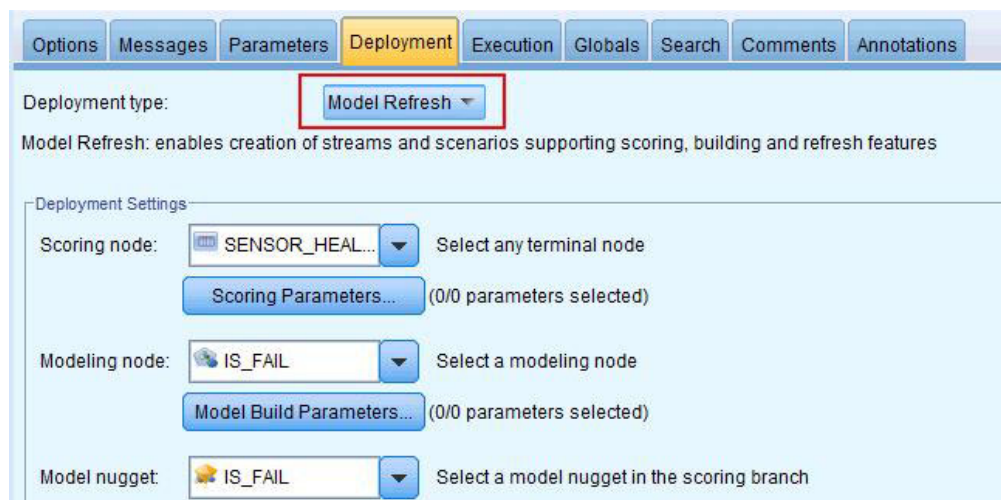 Options Messages Parameters Deployment Execution Globals Search Comments Annotations
Deployment type: Model Refresh
Model Refresh: enables creation of streams and scenarios supporting scoring, building and refresh features
Deployment Settings
Scoring node: SENSOR_HEAL... Select any terminal node
Scoring Parameters... (0/0 parameters selected)
Modeling node: IS_FAIL Select a modeling node
Model Build Parameters... (0/0 parameters selected)
Model nugget: IS_FAIL Select a model nugget in the scoring branch